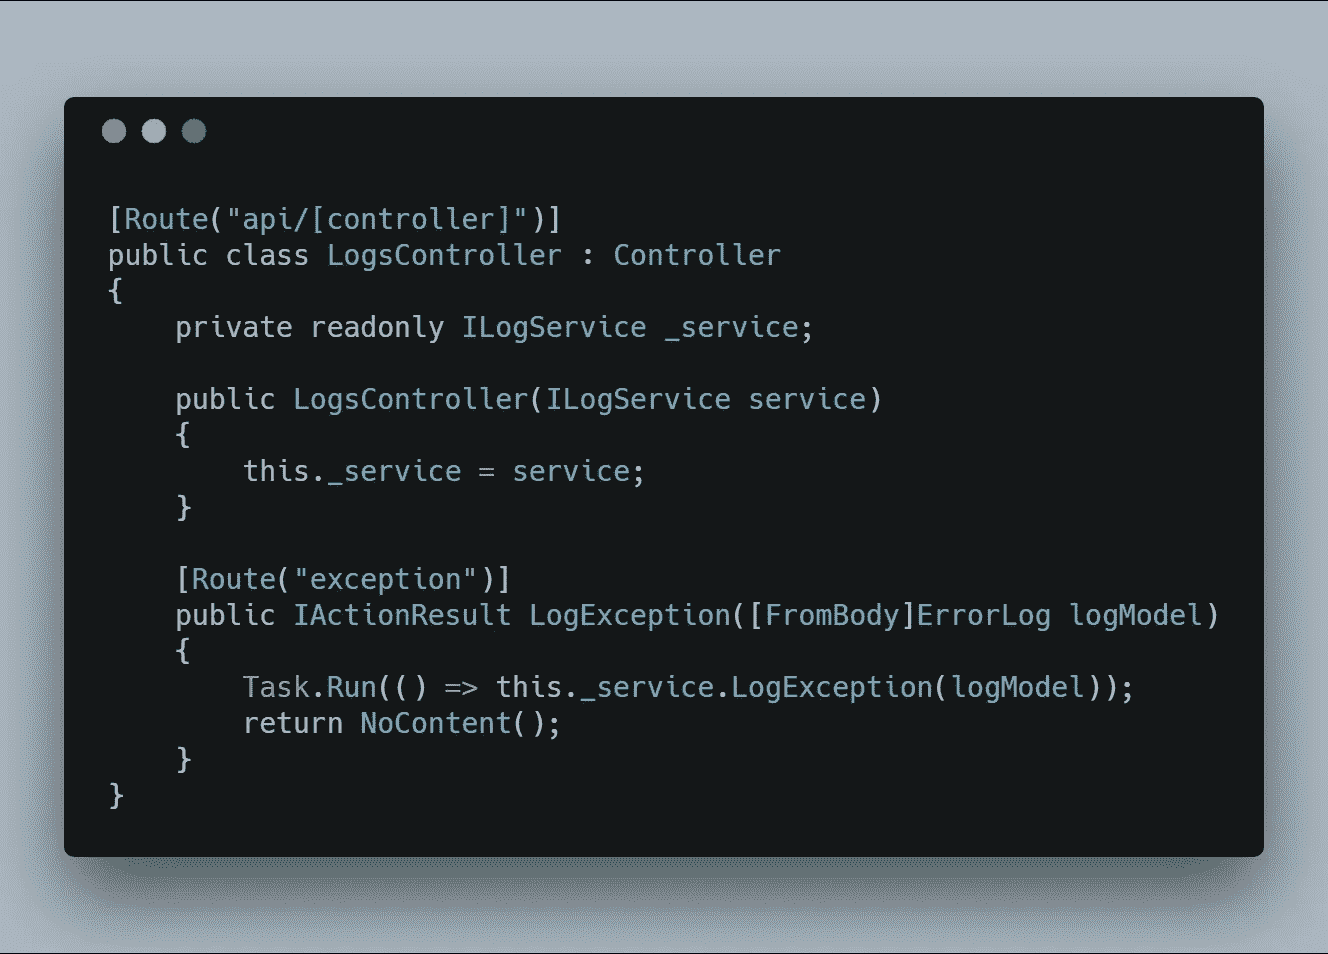 [Route("api/[controller]")]
public class LogsController : Controller
{
    private readonly ILogService _service;

    public LogsController(ILogService service)
    {
        this._service = service;
    }

    [Route("exception")]
    public IActionResult LogException([FromBody]ErrorLog logModel)
    {
        Task.Run(() => this._service.LogException(logModel));
        return NoContent();
    }
}